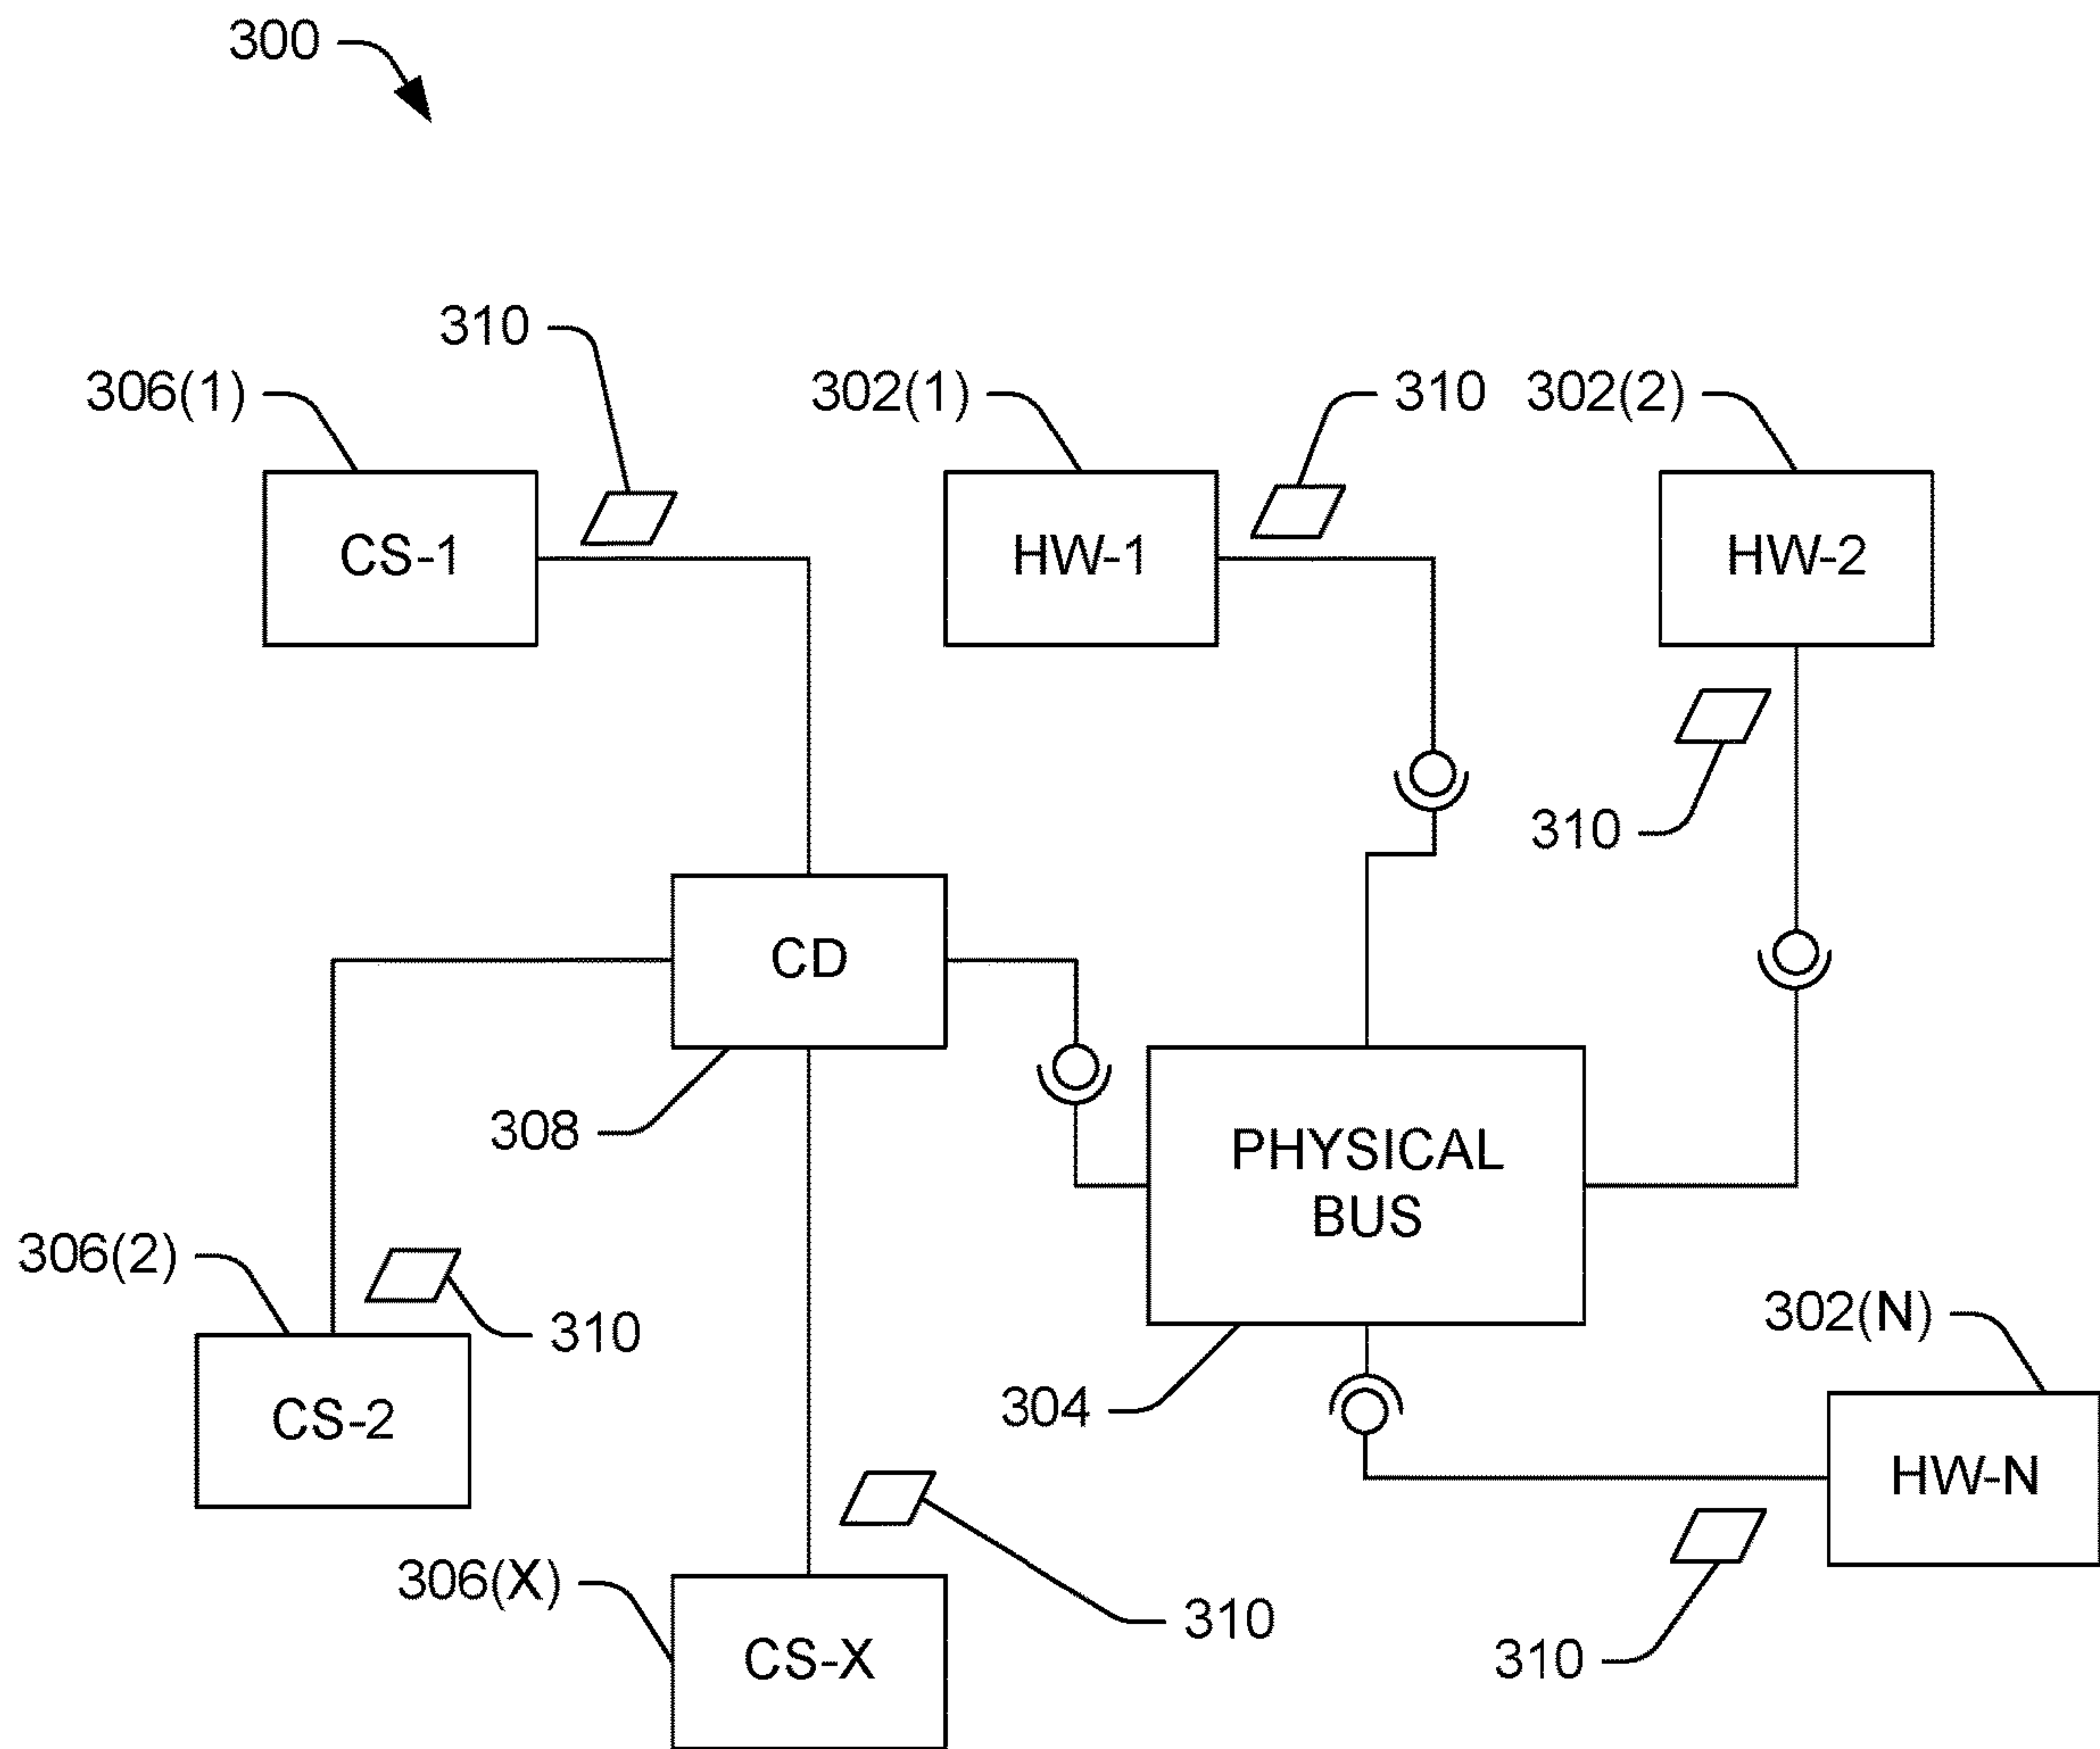 300
310
306(1)
302(1)
310
302(2)
CS-1
HW-1
HW-2
310
CD
308
PHYSICAL
BUS
306(2)
310
302(N)
304
CS-2
HW-N
306(X)
310
310
CS-X